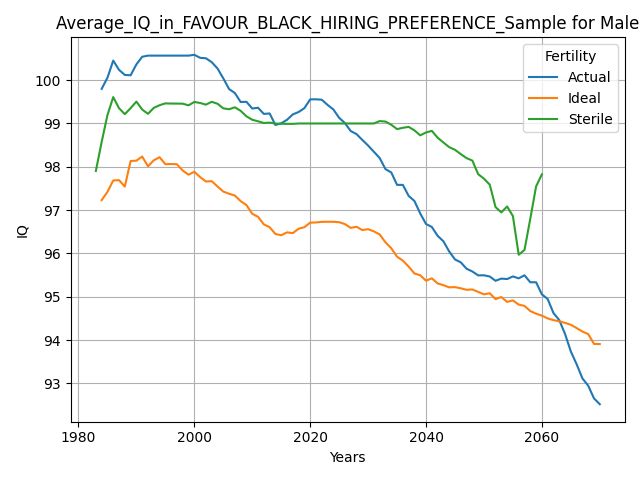 Average_IQ_in_FAVOUR_BLACK_HIRING_PREFERENCE_Sample for Male
Fertility
Actual
Ideal
Sterile
IQ
100
99
98
97
96
95
94
93
1980
2000
2020
2040
2060
Years